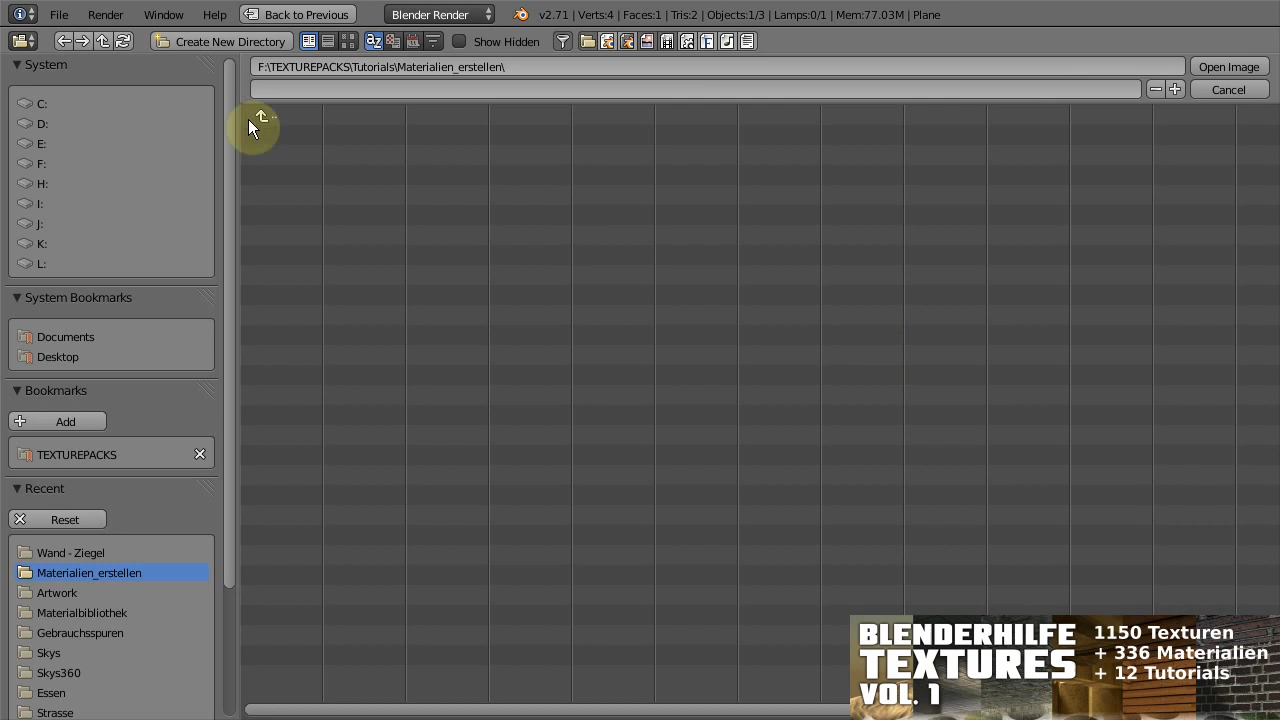 File Render Window Help Back to Previous Blender Render v2.71 | Verts:4 | Faces:1 | Tris:2 | Objects:1/3 | Lamps:0/1 | Mem:77.03M | Plane
Create New Directory Show Hidden
System
F:\TEXTUREPACKS\Tutorials\Materialien_erstellen\ Open Image
Cancel
..
C:
D:
E:
F:
H:
I:
J:
K:
L:
System Bookmarks
Documents
Desktop
Bookmarks
Add
TEXTUREPACKS
Recent
Reset
Wand - Ziegel
Materialien_erstellen
Artwork
Materialbibliothek
Gebrauchsspuren
Skys
Skys360
Essen
Strasse
BLENDERHILFE
TEXTURES
VOL. 1
1150 Texturen
+ 336 Materialien
+ 12 Tutorials